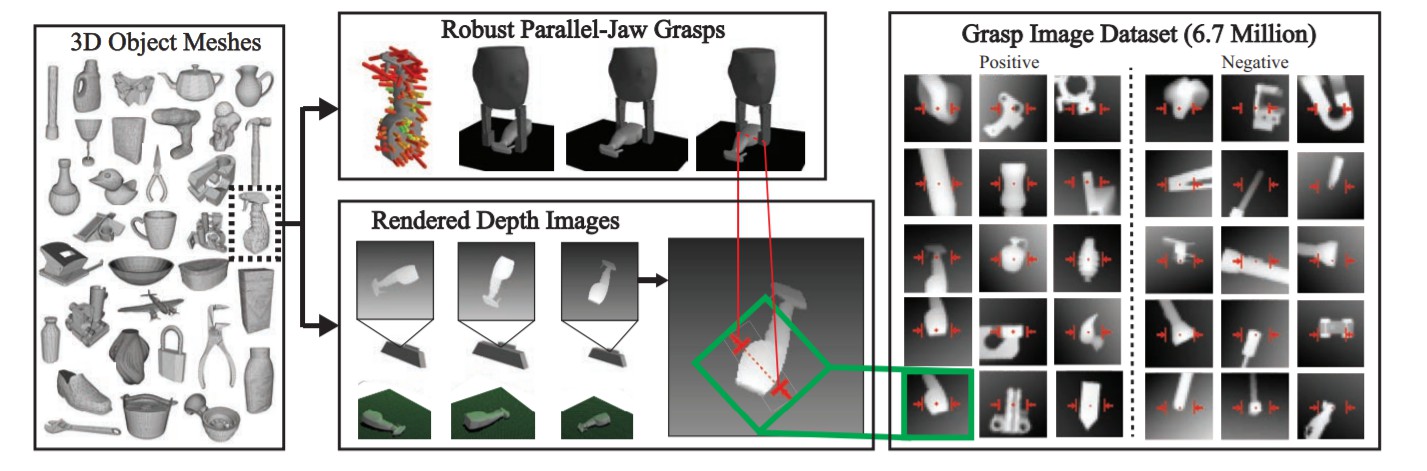 3D Object Meshes
Robust Parallel-Jaw Grasps
Rendered Depth Images
Grasp Image Dataset (6.7 Million)
Positive
Negative